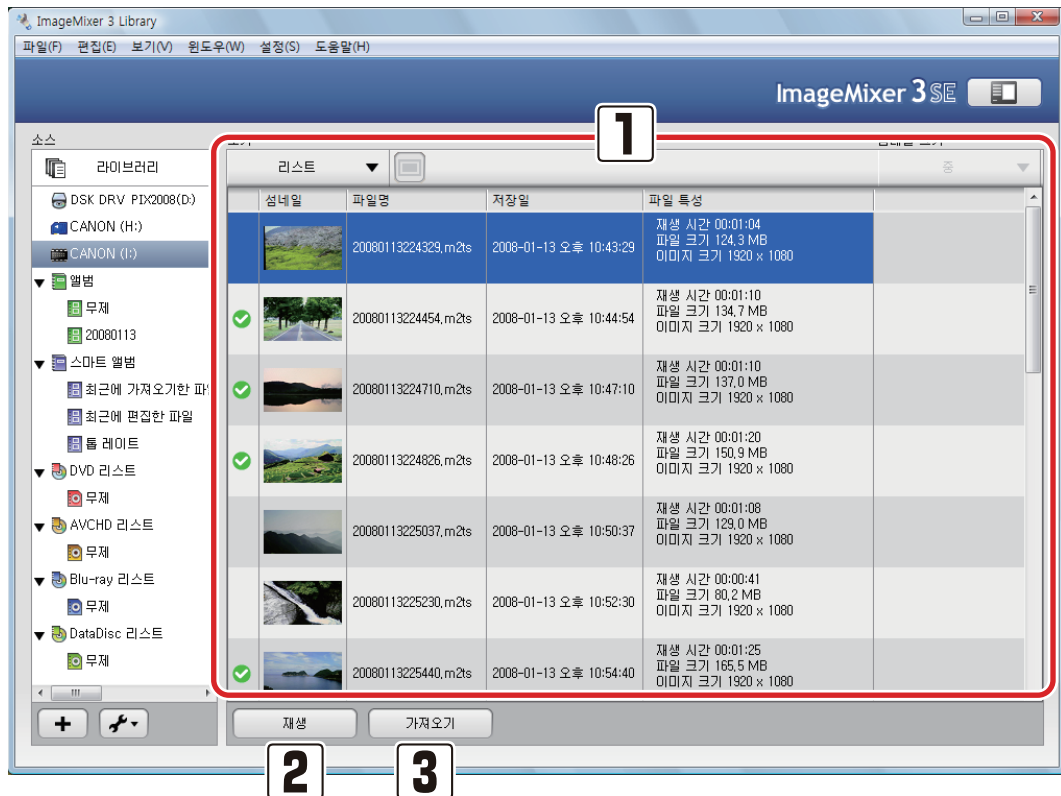 ImageMixer 3 Library
파일(F) 편집(E) 보기(V) 윈도우(W) 설정(S) 도움말(H)
ImageMixer 3 SE
소스
1
라이브러리
리스트
중
DSK DRV PIX2008(D:)
CANON (H:)
CANON (I:)
앨범
무제
20080113
스마트 앨범
최근에 가져오기한 파
최근에 편집한 파일
톱 레이트
DVD 리스트
무제
AVCHD 리스트
무제
Blu-ray 리스트
무제
DataDisc 리스트
무제
섬네일 파일명 저장일 파일 특성
20080113224329.m2ts 2008-01-13 오후 10:43:29
재생 시간 00:01:04
파일 크기 124.3 MB
이미지 크기 1920 x 1080
20080113224454.m2ts 2008-01-13 오후 10:44:54
재생 시간 00:01:10
파일 크기 134.7 MB
이미지 크기 1920 x 1080
20080113224710.m2ts 2008-01-13 오후 10:47:10
재생 시간 00:01:10
파일 크기 137.0 MB
이미지 크기 1920 x 1080
20080113224826.m2ts 2008-01-13 오후 10:48:26
재생 시간 00:01:20
파일 크기 150.9 MB
이미지 크기 1920 x 1080
20080113225037.m2ts 2008-01-13 오후 10:50:37
재생 시간 00:01:08
파일 크기 129.0 MB
이미지 크기 1920 x 1080
20080113225230.m2ts 2008-01-13 오후 10:52:30
재생 시간 00:00:41
파일 크기 80.2 MB
이미지 크기 1920 x 1080
20080113225440.m2ts 2008-01-13 오후 10:54:40
재생 시간 00:01:25
파일 크기 165.5 MB
이미지 크기 1920 x 1080
재생 가져오기
2 3